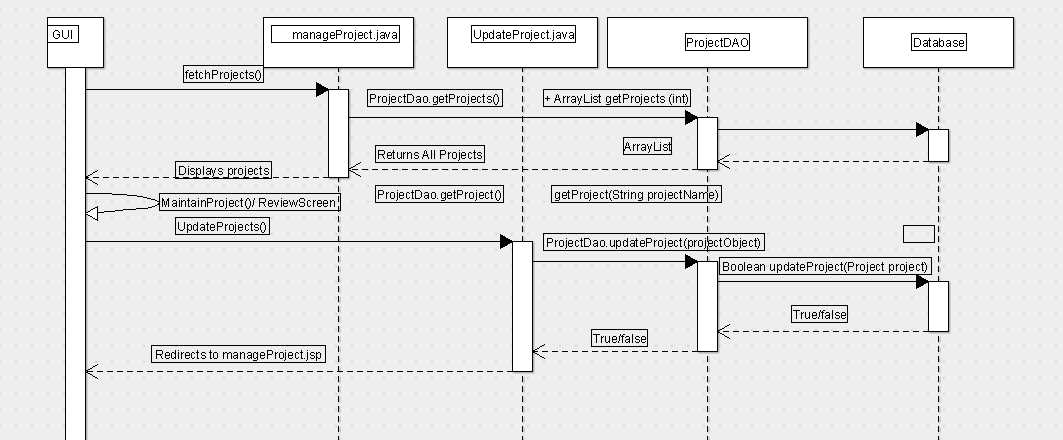 GUI
manageProject.java
UpdateProject.java
ProjectDAO
Database
fetchProjects()
ProjectDao.getProjects()
+ ArrayList getProjects (int)
ArrayList
Returns All Projects
Displays projects
ProjectDao.getProject()
getProject(String projectName)
MaintainProject()/ ReviewScreen
UpdateProjects()
ProjectDao.updateProject(projectObject)
Boolean updateProject(Project project)
True/false
True/false
Redirects to manageProject.jsp